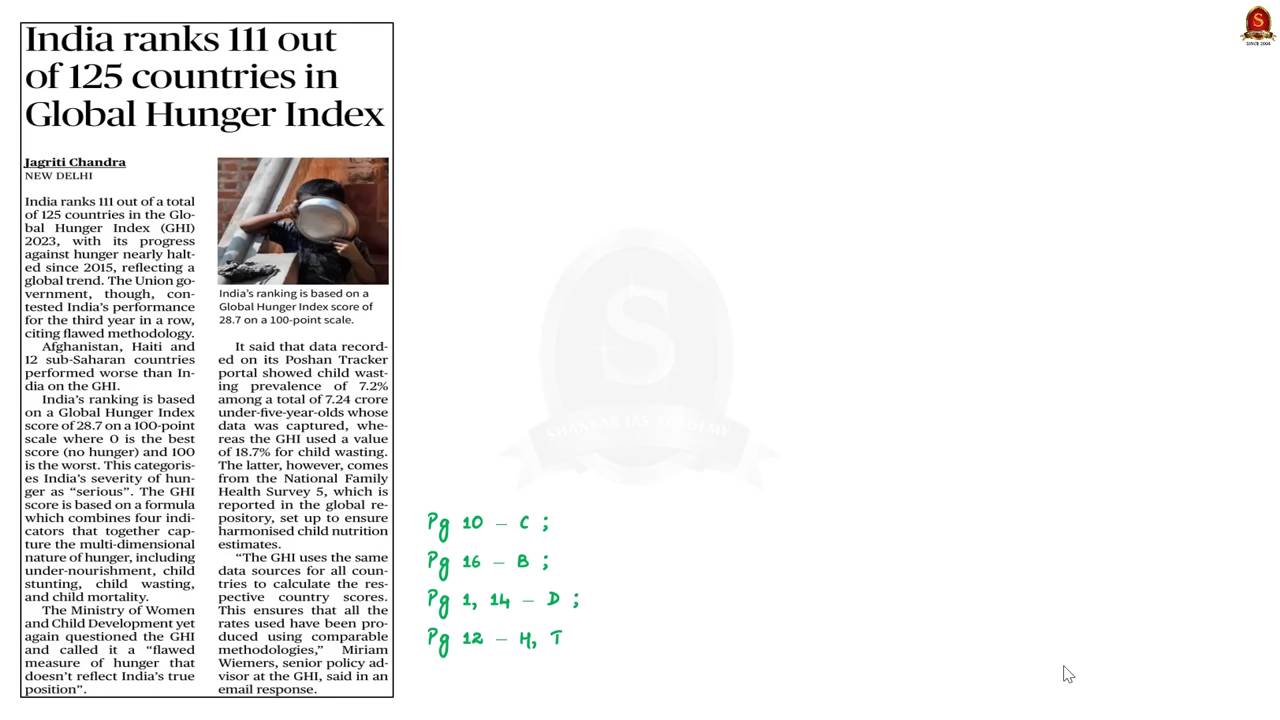 India ranks 111 out
of 125 countries in
Global Hunger Index
Jagriti Chandra
NEW DELHI
India ranks 111 out of a total
of 125 countries in the Glo-
bal Hunger Index (GHI)
2023, with its progress
against hunger nearly halt-
ed since 2015, reflecting a
global trend. The Union go-
vernment, though, con-
tested India's performance
for the third year in a row,
citing flawed methodology.
Afghanistan, Haiti and
12 sub-Saharan countries
performed worse than In-
dia on the GHI.
India's ranking is based
on a Global Hunger Index
score of 28.7 on a 100-point
scale where 0 is the best
score (no hunger) and 100
is the worst. This categoris-
es India's severity of hun-
ger as "serious". The GHI
score is based on a formula
which combines four indi-
cators that together cap-
ture the multi-dimensional
nature of hunger, including
under-nourishment, child
stunting, child wasting,
and child mortality.
The Ministry of Women
and Child Development yet
again questioned the GHI
and called it a "flawed
measure of hunger that
doesn't reflect India's true
position".
India's ranking is based on a
Global Hunger Index score of
28.7 on a 100-point scale.
It said that data record-
ed on its Poshan Tracker
portal showed child wast-
ing prevalence of 7.2%
among a total of 7.24 crore
under-five-year-olds whose
data was captured, whe-
reas the GHI used a value
of 18.7% for child wasting.
The latter, however, comes
from the National Family
Health Survey 5, which is
reported in the global re-
pository, set up to ensure
harmonised child nutrition
estimates.
"The GHI uses the same
data sources for all coun-
tries to calculate the res-
pective country scores.
This ensures that all the
rates used have been pro-
duced using comparable
methodologies," Miriam
Wiemers, senior policy ad-
visor at the GHI, said in an
email response.
Pg 10 - C ;
Pg 16 - B ;
Pg 1, 14 - D ;
Pg 12 - H, T
S
SHANKAR IAS ACADEMY
S
SINCE 2004